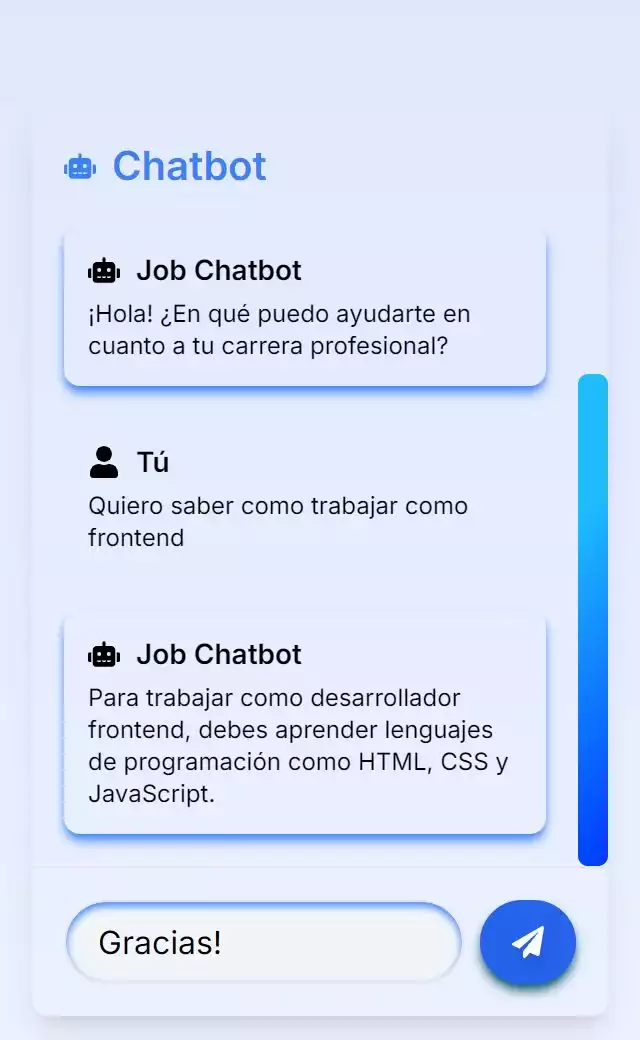 Chatbot
Job Chatbot
¡Hola! ¿En qué puedo ayudarte en
cuanto a tu carrera profesional?
Tú
Quiero saber como trabajar como
frontend
Job Chatbot
Para trabajar como desarrollador
frontend, debes aprender lenguajes
de programación como HTML, CSS y
JavaScript.
Gracias!